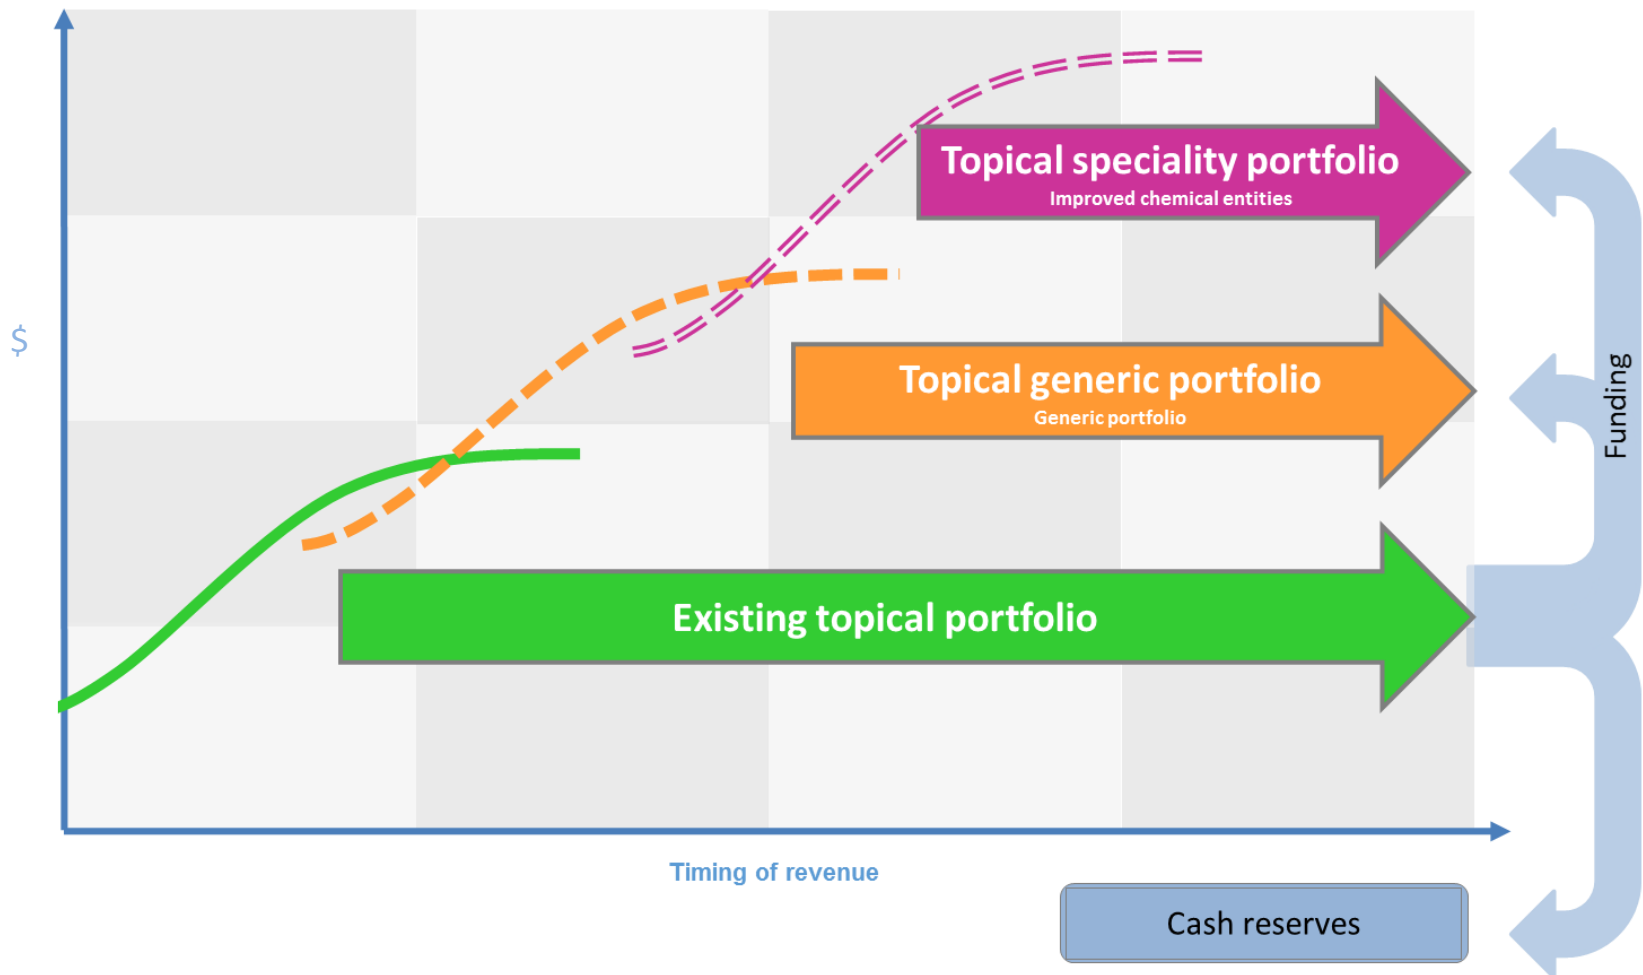 Topical speciality portfolio
Improved chemical entities
$
Topical generic portfolio
Generic portfolio
Funding
Existing topical portfolio
Timing of revenue
Cash reserves